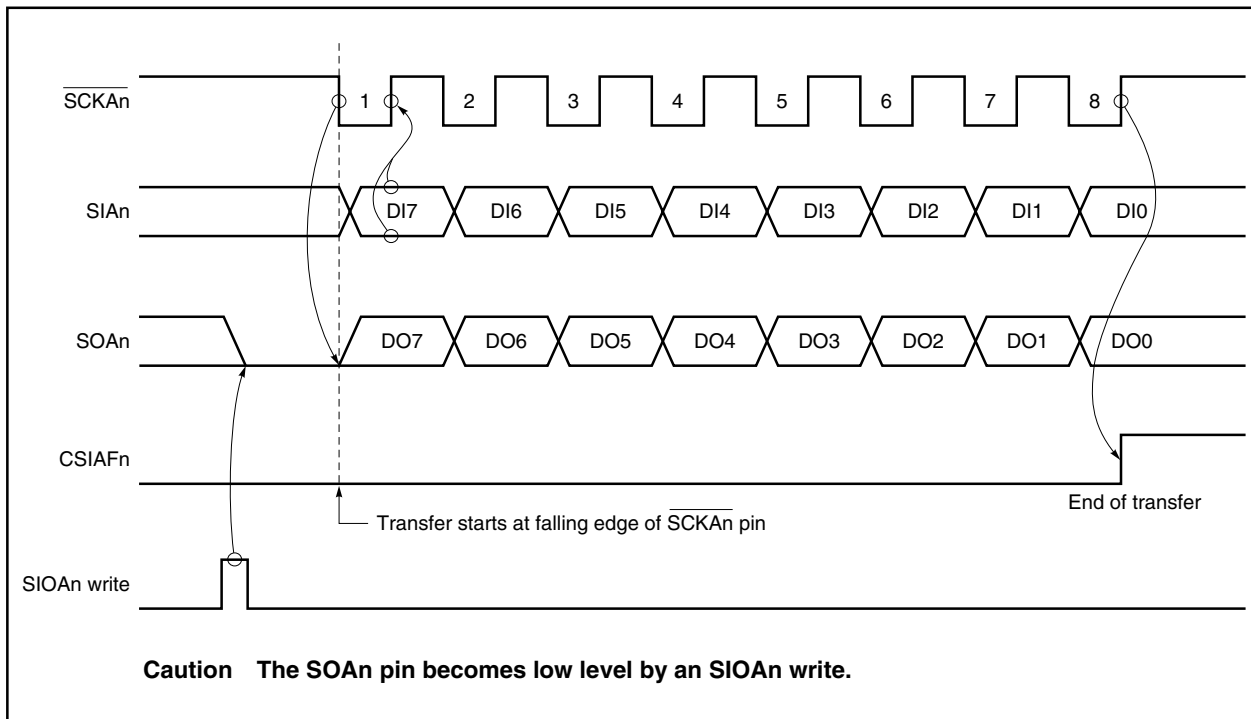 SCKAn 1 2 3 4 5 6 7 8
SIAn DI7 DI6 DI5 DI4 DI3 DI2 DI1 DI0
SOAn DO7 DO6 DO5 DO4 DO3 DO2 DO1 DO0
CSIAFn
End of transfer
Transfer starts at falling edge of SCKAn pin
SIOAn write
Caution The SOAn pin becomes low level by an SIOAn write.